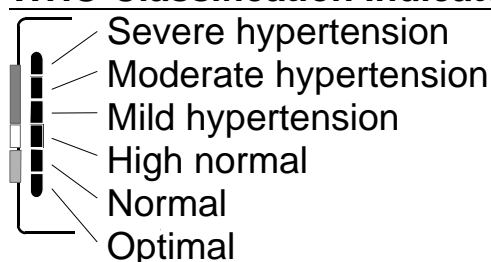 Severe hypertension
Moderate hypertension
Mild hypertension
High normal
Normal
Optimal